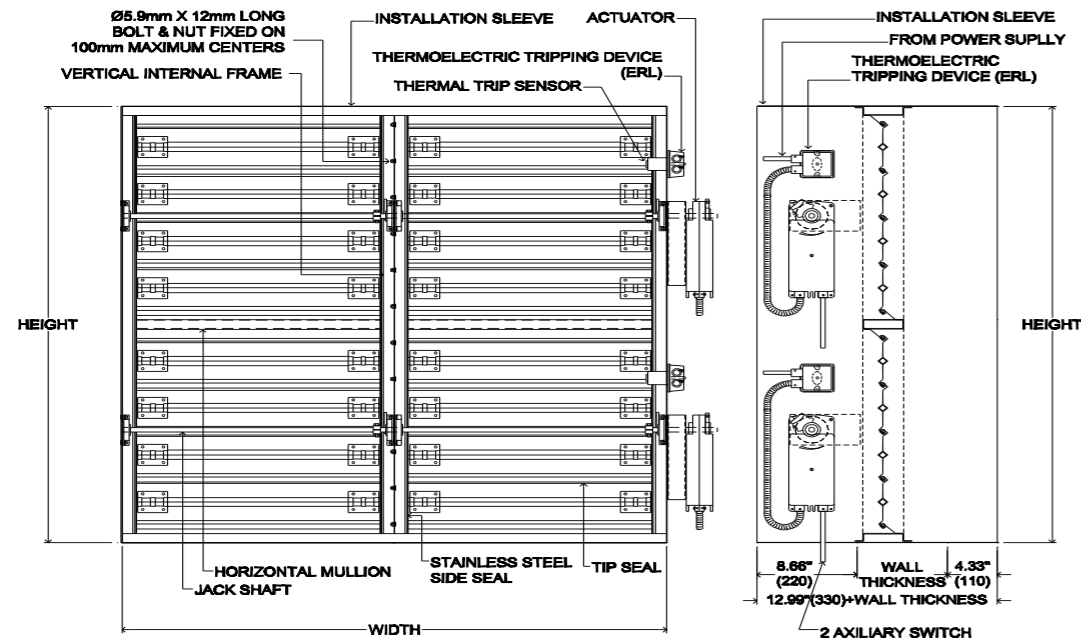 Ø5.9mm X 12mm LONG
BOLT & NUT FIXED ON
100mm MAXIMUM CENTERS
VERTICAL INTERNAL FRAME
INSTALLATION SLEEVE
ACTUATOR
THERMOELECTRIC TRIPPING DEVICE
(ERL)
THERMAL TRIP SENSOR
HEIGHT
HORIZONTAL MULLION
JACK SHAFT
STAINLESS STEEL
SIDE SEAL
TIP SEAL
WIDTH
INSTALLATION SLEEVE
FROM POWER SUPLLY
THERMOELECTRIC
TRIPPING DEVICE (ERL)
HEIGHT
8.66"
(220)
WALL
THICKNESS
4.33"
(110)
12.99"(330)+WALL THICKNESS
2 AXILIARY SWITCH